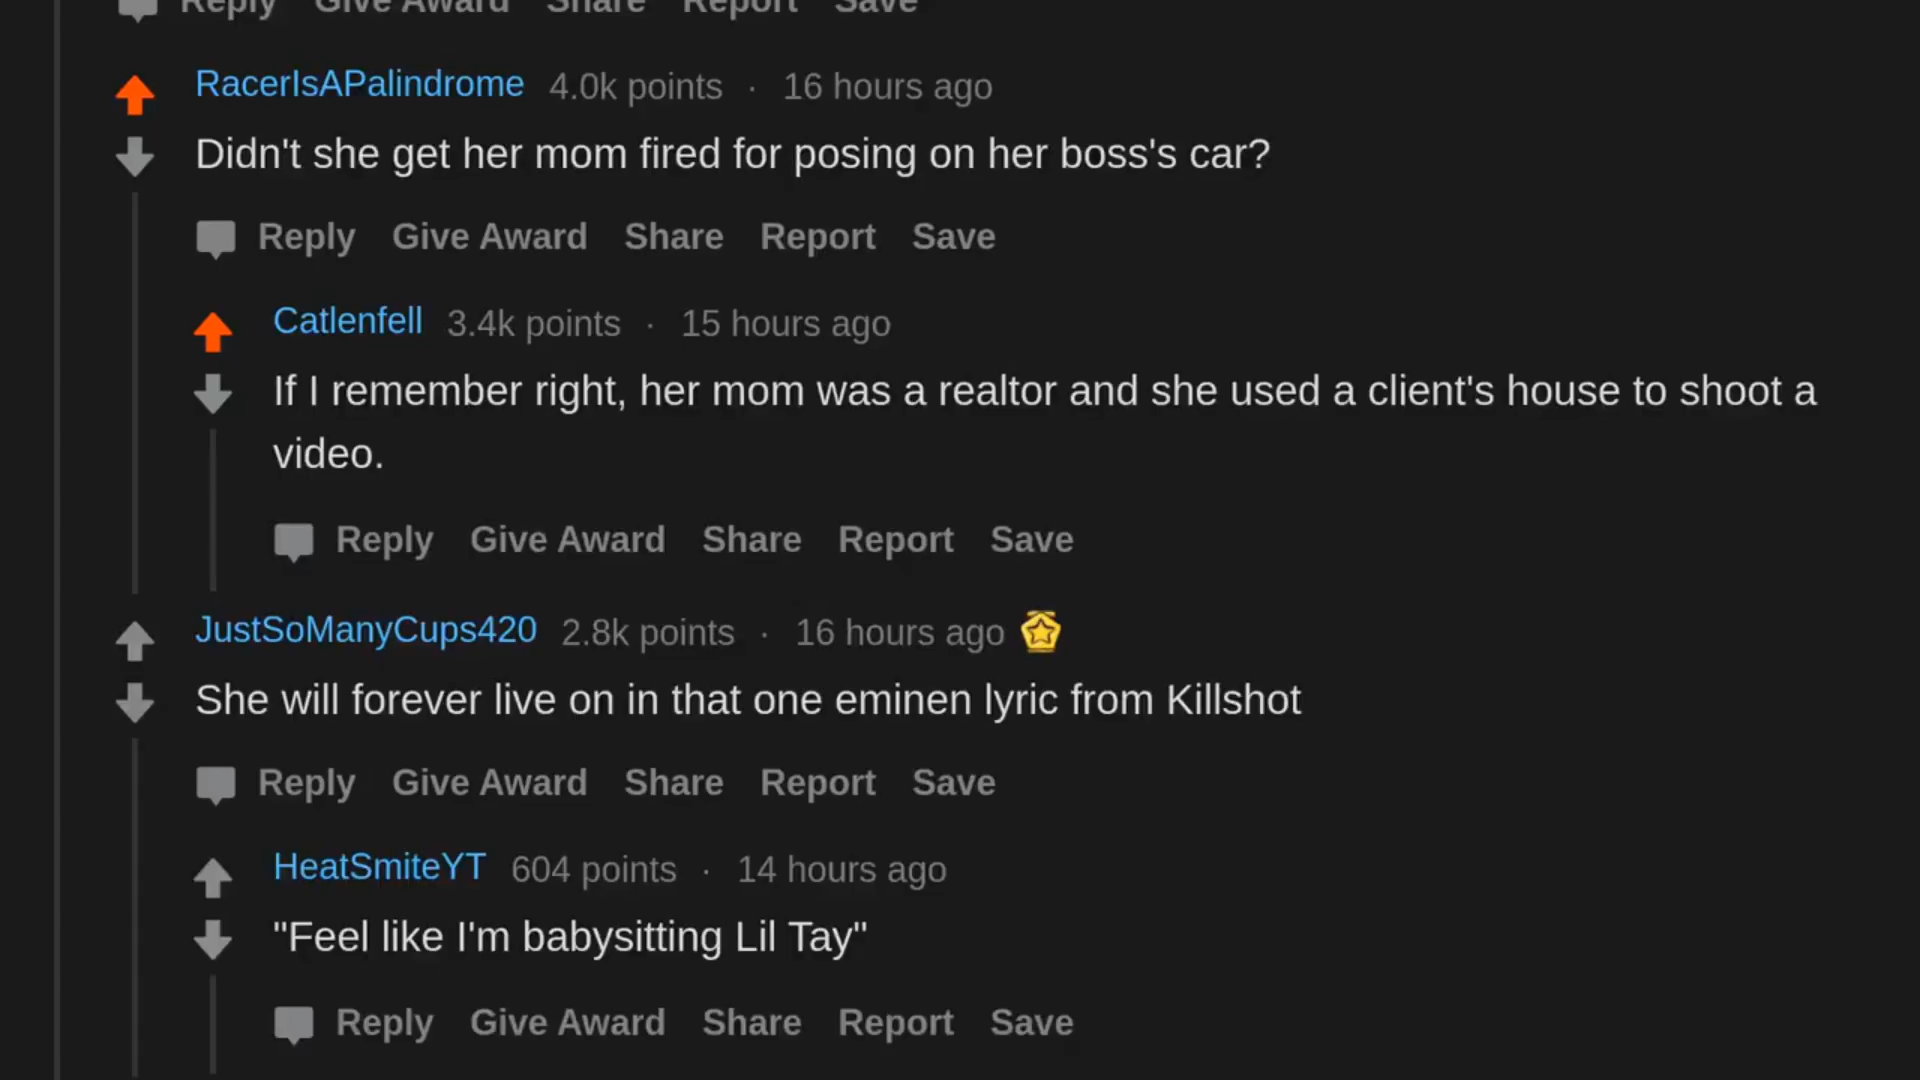 Reply Give Award Share Report Save
RacerIsAPalindrome 4.0k points · 16 hours ago
Didn't she get her mom fired for posing on her boss's car?
Reply Give Award Share Report Save
Catlenfell 3.4k points · 15 hours ago
If I remember right, her mom was a realtor and she used a client's house to shoot a
video.
Reply Give Award Share Report Save
JustSoManyCups420 2.8k points · 16 hours ago
She will forever live on in that one eminen lyric from Killshot
Reply Give Award Share Report Save
HeatSmiteYT 604 points · 14 hours ago
"Feel like I'm babysitting Lil Tay"
Reply Give Award Share Report Save